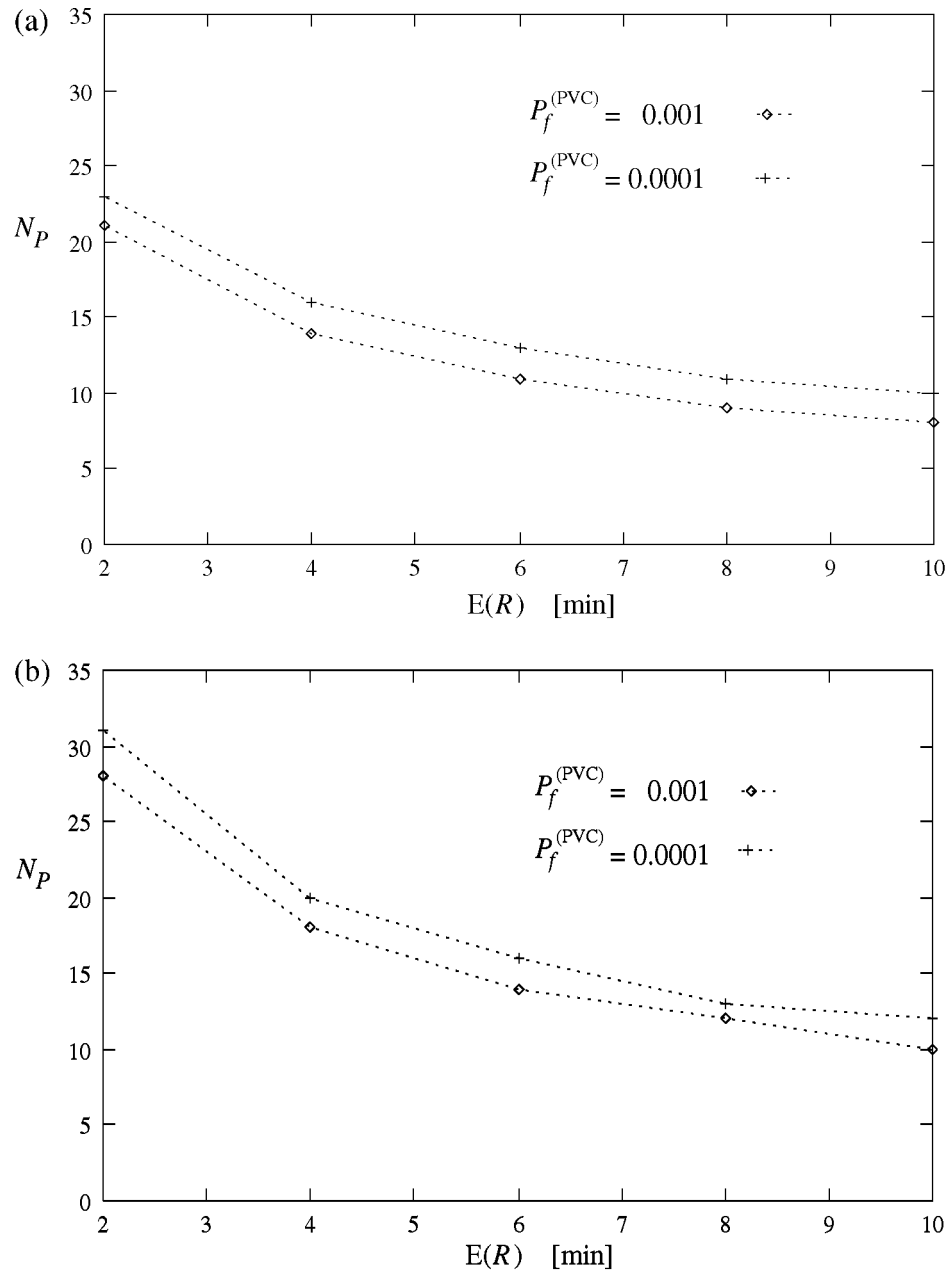 (a)
35
30
25
20
15
10
5
0
N_P
P_f^(PVC) = 0.001
P_f^(PVC) = 0.0001
2 3 4 5 6 7 8 9 10
E(R) [min]
(b)
35
30
25
20
15
10
5
0
N_P
P_f^(PVC) = 0.001
P_f^(PVC) = 0.0001
2 3 4 5 6 7 8 9 10
E(R) [min]